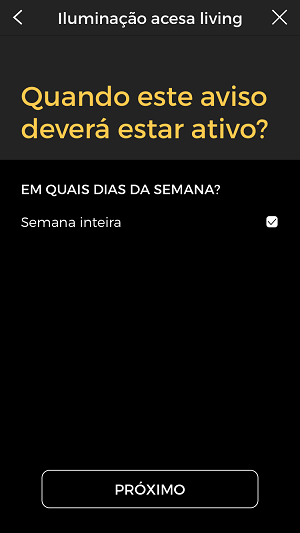 Iluminação acesa living
Quando este aviso
deverá estar ativo?
EM QUAIS DIAS DA SEMANA?
Semana inteira
PRÓXIMO